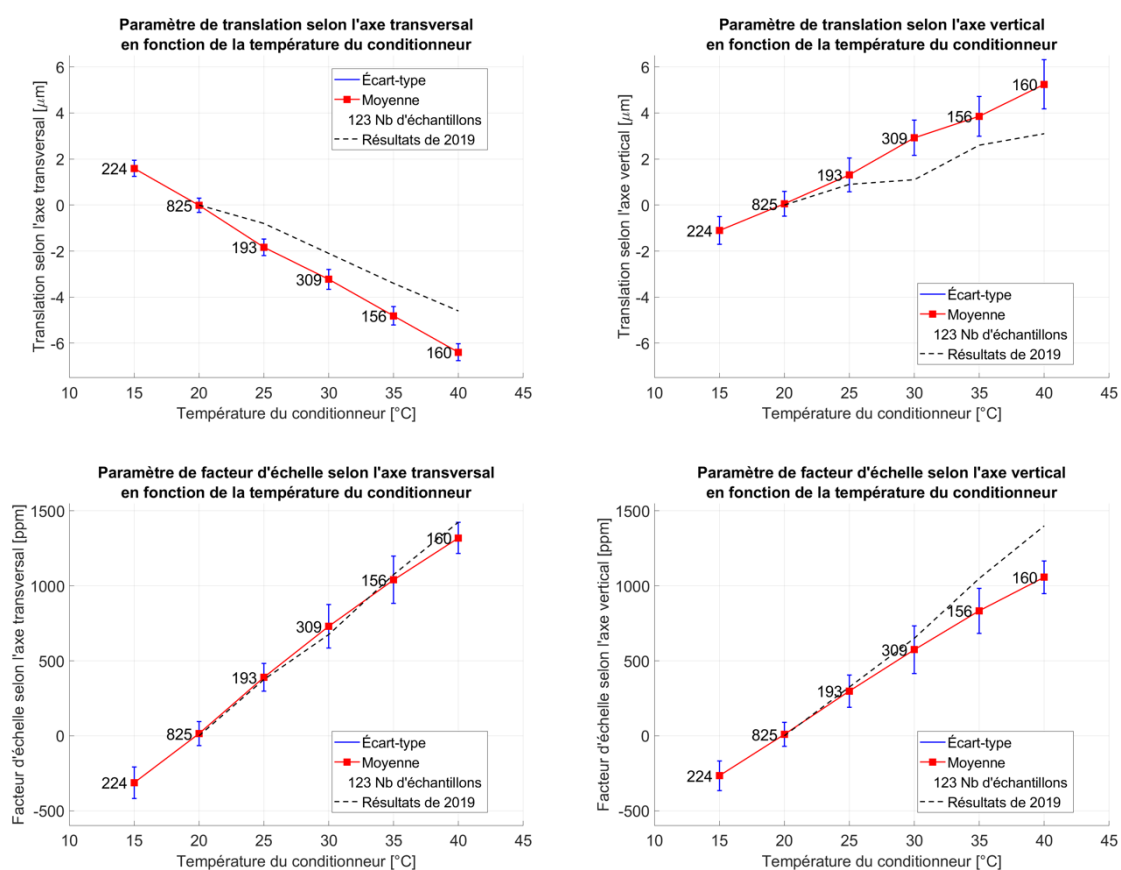 Paramètre de translation selon l'axe transversal
en fonction de la température du conditionneur
Translation selon l'axe transversal [μm]
6
4
2
0
-2
-4
-6
Écart-type
Moyenne
123 Nb d'échantillons
Résultats de 2019
224
825
193
309
156
160
10 15 20 25 30 35 40 45
Température du conditionneur [°C]
Paramètre de translation selon l'axe vertical
en fonction de la température du conditionneur
Translation selon l'axe vertical [μm]
6
4
2
0
-2
-4
-6
160
156
309
193
825
224
Écart-type
Moyenne
123 Nb d'échantillons
Résultats de 2019
10 15 20 25 30 35 40 45
Température du conditionneur [°C]
Paramètre de facteur d'échelle selon l'axe transversal
en fonction de la température du conditionneur
Facteur d'échelle selon l'axe transversal [ppm]
1500
1000
500
0
-500
160
156
309
193
825
224
Écart-type
Moyenne
123 Nb d'échantillons
Résultats de 2019
10 15 20 25 30 35 40 45
Température du conditionneur [°C]
Paramètre de facteur d'échelle selon l'axe vertical
en fonction de la température du conditionneur
Facteur d'échelle selon l'axe vertical [ppm]
1500
1000
500
0
-500
160
156
309
193
825
224
Écart-type
Moyenne
123 Nb d'échantillons
Résultats de 2019
10 15 20 25 30 35 40 45
Température du conditionneur [°C]